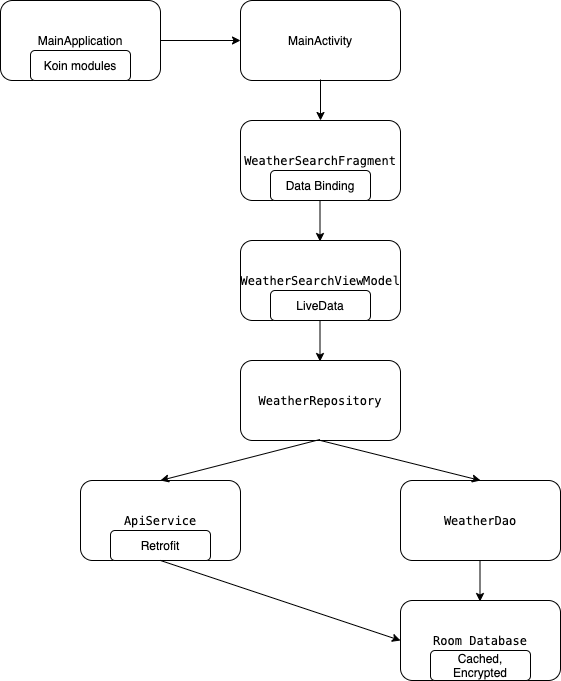 MainApplication
Koin modules
MainActivity
WeatherSearchFragment
Data Binding
WeatherSearchViewModel
LiveData
WeatherRepository
ApiService
Retrofit
WeatherDao
Room Database
Cached,
Encrypted